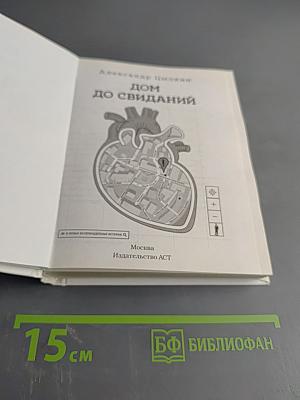 Александр Цыпкин
ДОМ
ДО СВИДАНИЙ
Москва
Издательство АСТ
15 см
БФ БИБЛИОФАН